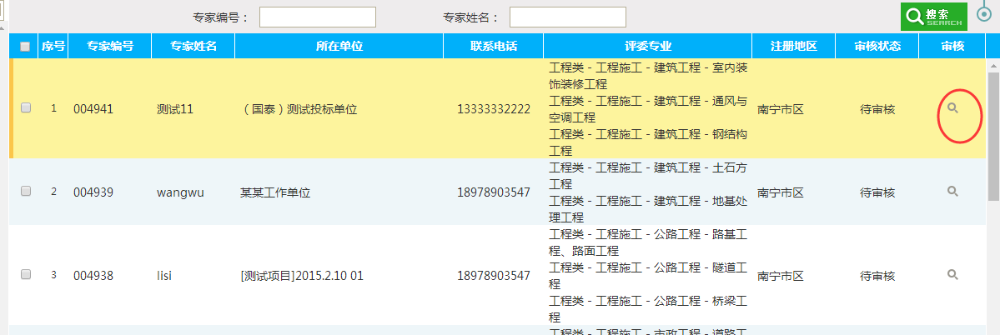 专家编号： 专家姓名： 搜索 SEARCH
序号 专家编号 专家姓名 所在单位 联系电话 评委专业 注册地区 审核状态 审核
工程类－工程施工－建筑工程－室内装
饰装修工程
工程类－工程施工－建筑工程－通风与
1 004941 测试11 （国泰）测试投标单位 13333332222 南宁市区 待审核
空调工程
工程类－工程施工－建筑工程－钢结构
工程
工程类－工程施工－建筑工程－土石方
工程
2 004939 wangwu 某某工作单位 18978903547 南宁市区 待审核
工程类－工程施工－建筑工程－地基处
理工程
工程类－工程施工－公路工程－路基工
程、路面工程
工程类－工程施工－公路工程－隧道工
3 004938 lisi [测试项目]2015.2.10 01 18978903547 南宁市区 待审核
程
工程类－工程施工－公路工程－桥梁工
程
工程类－工程施工－市政工程－道路工